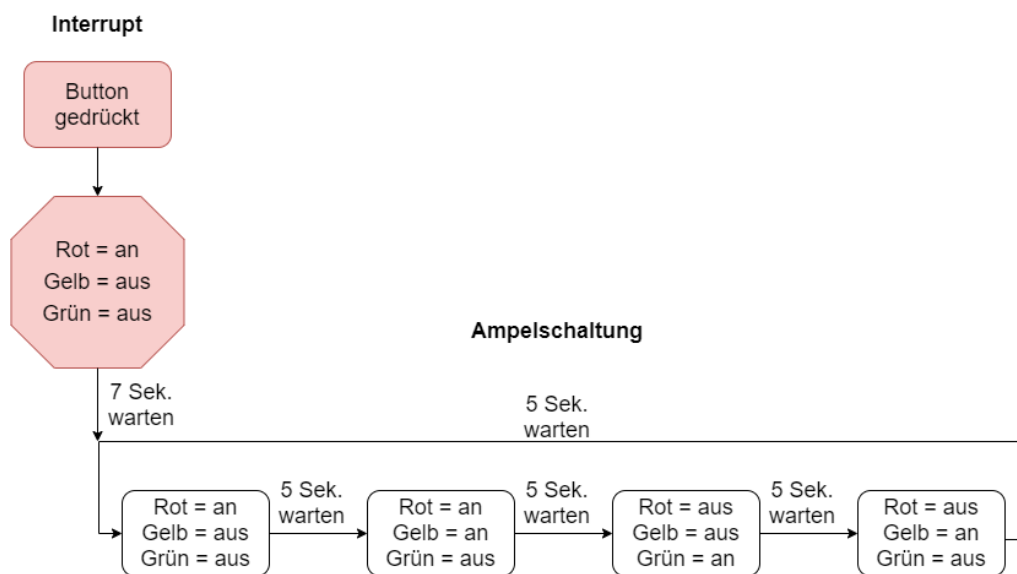 Interrupt
Button
gedrückt
Rot = an
Gelb = aus
Grün = aus
7 Sek.
warten
Ampelschaltung
5 Sek.
warten
Rot = an
Gelb = aus
Grün = aus
5 Sek.
warten
Rot = an
Gelb = an
Grün = aus
5 Sek.
warten
Rot = aus
Gelb = aus
Grün = an
5 Sek.
warten
Rot = aus
Gelb = an
Grün = aus